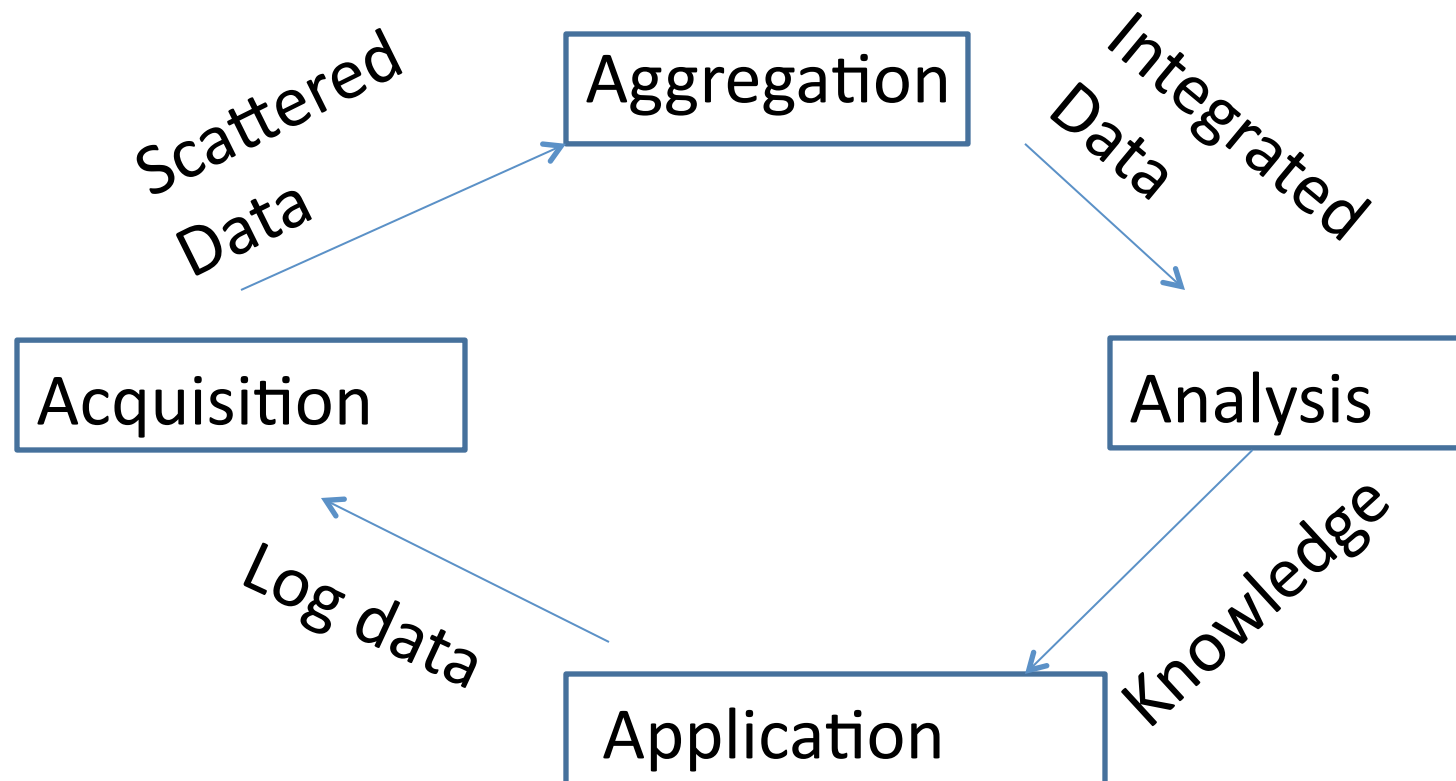 Scattered
Data
Aggregation
Integrated
Data
Acquisition
Analysis
Log data
Knowledge
Application